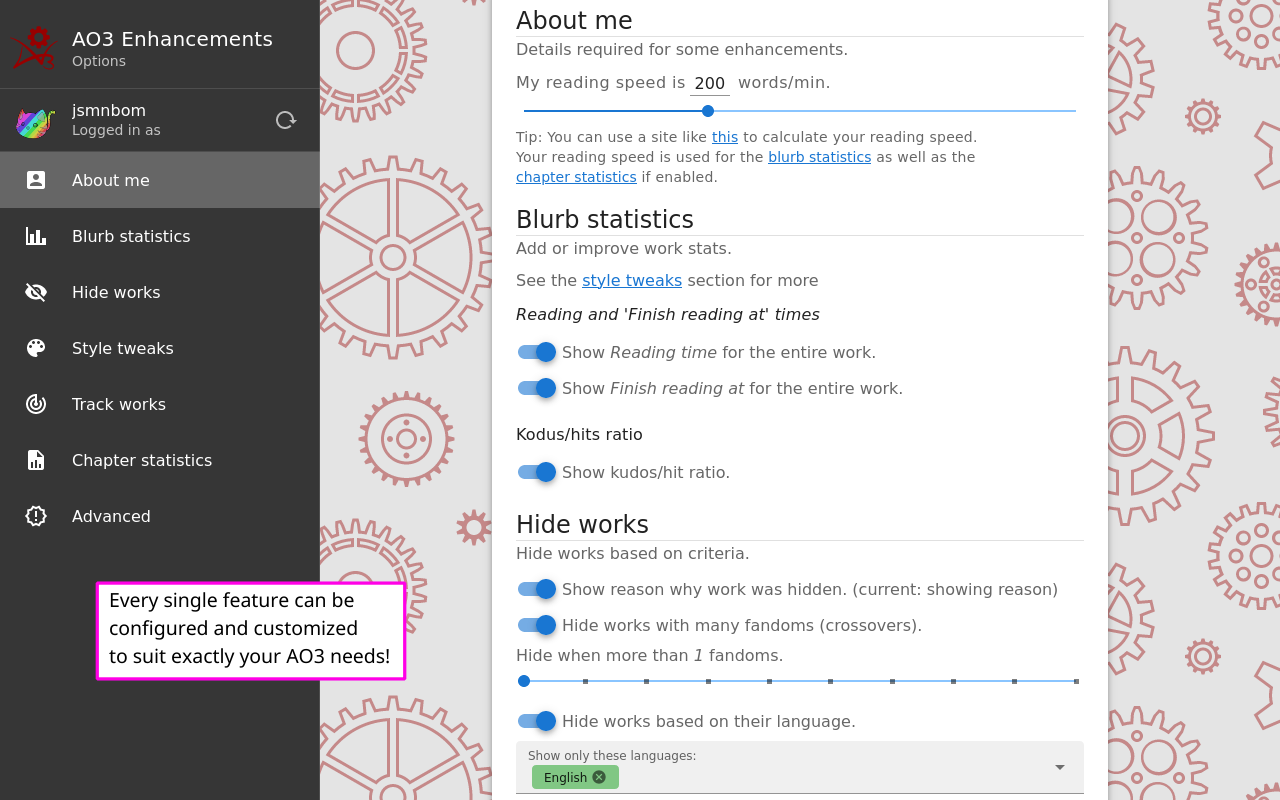 AO3 Enhancements
Options
jsmnbom
Logged in as
About me
Blurb statistics
Hide works
Style tweaks
Track works
Chapter statistics
Advanced
Every single feature can be
configured and customized
to suit exactly your AO3 needs!
About me
Details required for some enhancements.
My reading speed is 200 words/min.
Tip: You can use a site like this to calculate your reading speed.
Your reading speed is used for the blurb statistics as well as the
chapter statistics if enabled.
Blurb statistics
Add or improve work stats.
See the style tweaks section for more
Reading and 'Finish reading at' times
Show Reading time for the entire work.
Show Finish reading at for the entire work.
Kodus/hits ratio
Show kudos/hit ratio.
Hide works
Hide works based on criteria.
Show reason why work was hidden. (current: showing reason)
Hide works with many fandoms (crossovers).
Hide when more than 1 fandoms.
Hide works based on their language.
Show only these languages:
English